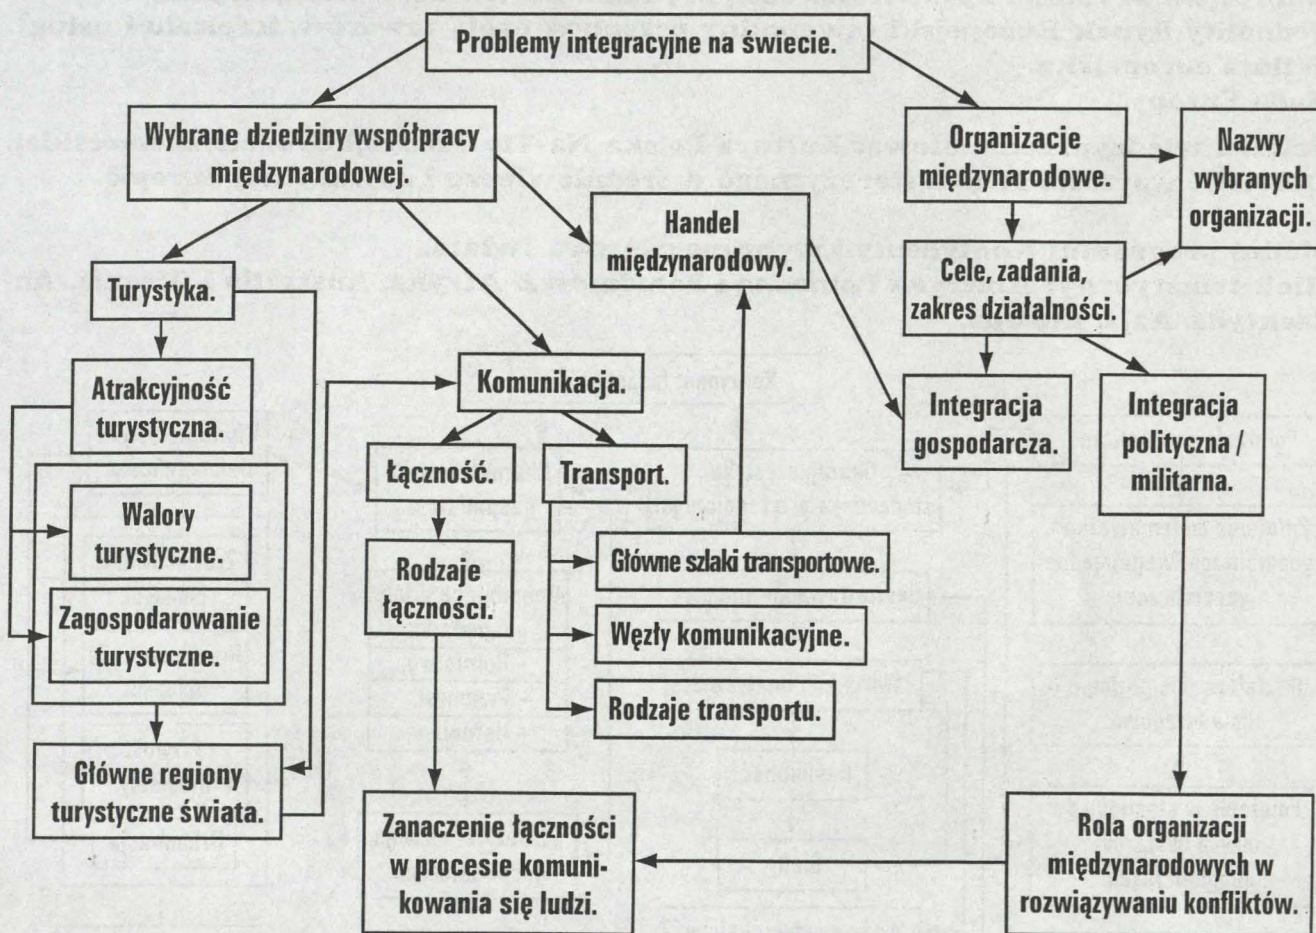 Problemy integracyjne na świecie.
Wybrane dziedziny współpracy
międzynarodowej.
Organizacje
międzynarodowe.
Nazwy
wybranych
organizacji.
Handel
międzynarodowy.
Turystyka.
Cele, zadania,
zakres działalności.
Atrakcyjność
turystyczna.
Komunikacja.
Integracja
gospodarcza.
Integracja
polityczna /
militarna.
Łączność.
Transport.
Walory
turystyczne.
Rodzaje
łączności.
Główne szlaki transportowe.
Zagospodarowanie
turystyczne.
Węzły komunikacyjne.
Rodzaje transportu.
Główne regiony
turystyczne świata.
Zanaczenie łączności
w procesie komuni-
kowania się ludzi.
Rola organizacji
międzynarodowych w
rozwiązywaniu konfliktów.